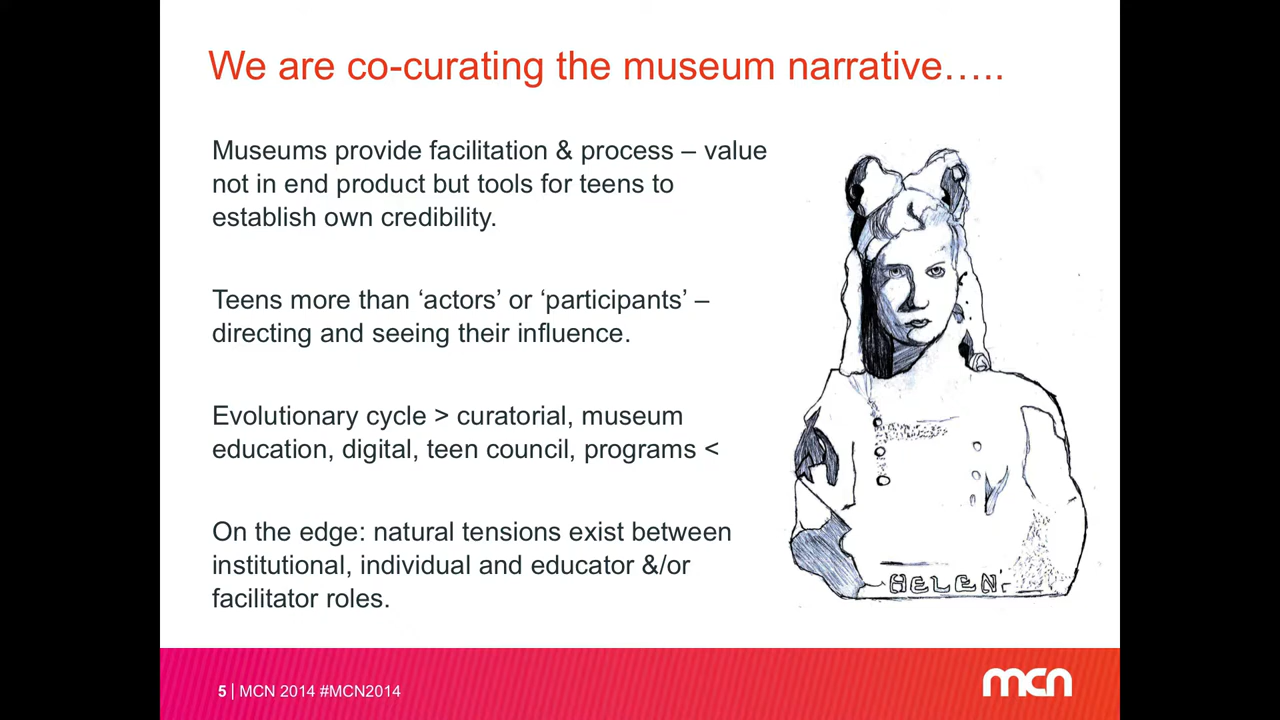 We are co-curating the museum narrative…..
Museums provide facilitation & process – value
not in end product but tools for teens to
establish own credibility.
Teens more than ‘actors’ or ‘participants’ –
directing and seeing their influence.
Evolutionary cycle > curatorial, museum
education, digital, teen council, programs <
On the edge: natural tensions exist between
institutional, individual and educator &/or
facilitator roles.
HELEN
5 | MCN 2014 #MCN2014
mcn